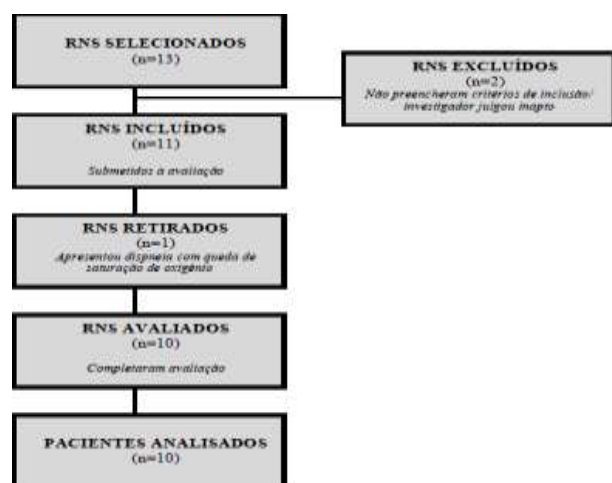 RNS SELECIONADOS
(n=13)
RNS EXCLUÍDOS
(n=2)
Não preencheram critérios de inclusão/
investigador julgou inapto
RNS INCLUÍDOS
(n=11)
Submetidos à avaliação
RNS RETIRADOS
(n=1)
Apresentou dispneia com queda de
saturação de oxigênio
RNS AVALIADOS
(n=10)
Completaram avaliação
PACIENTES ANALISADOS
(n=10)